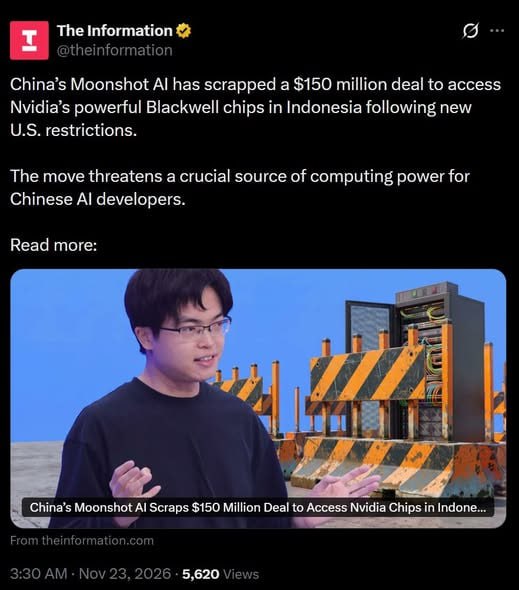 The Information
@theinformation
China’s Moonshot AI has scrapped a $150 million deal to access
Nvidia’s powerful Blackwell chips in Indonesia following new
U.S. restrictions.
The move threatens a crucial source of computing power for
Chinese AI developers.
Read more:
China’s Moonshot AI Scraps $150 Million Deal to Access Nvidia Chips in Indone...
From theinformation.com
3:30 AM · Nov 23, 2026 · 5,620 Views